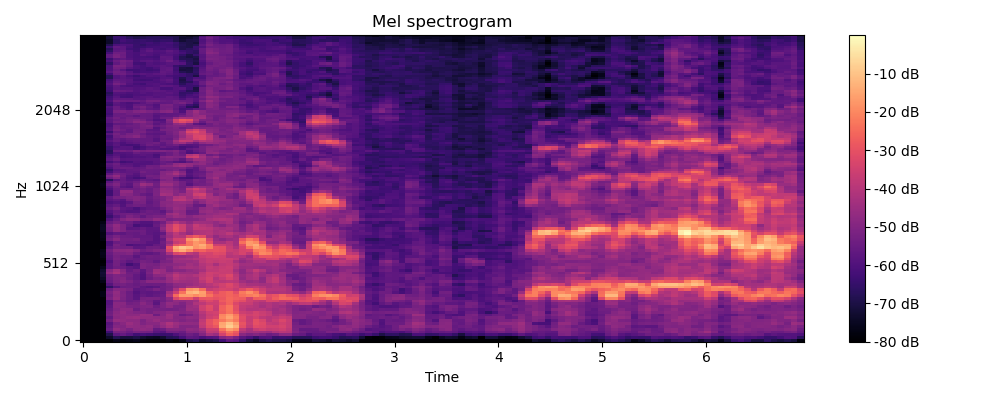 Mel spectrogram
Hz
2048
1024
512
0
0 1 2 3 4 5 6
Time
-10 dB
-20 dB
-30 dB
-40 dB
-50 dB
-60 dB
-70 dB
-80 dB